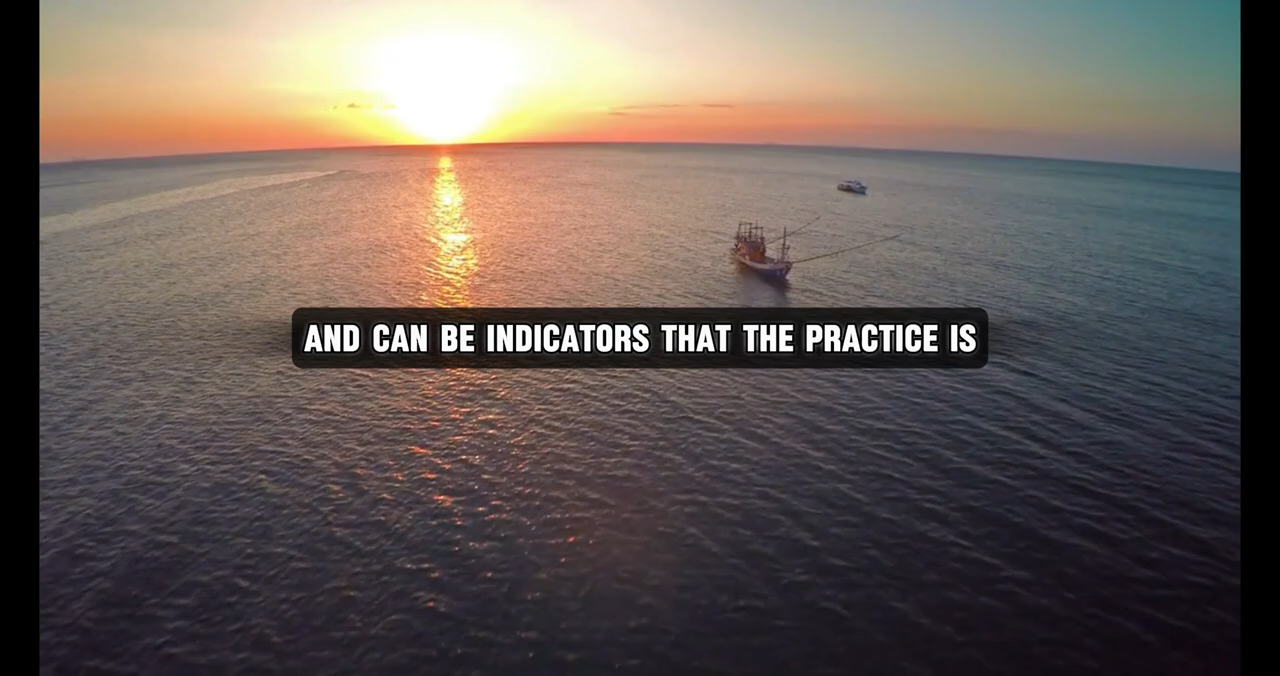 AND CAN BE INDICATORS THAT THE PRACTICE IS